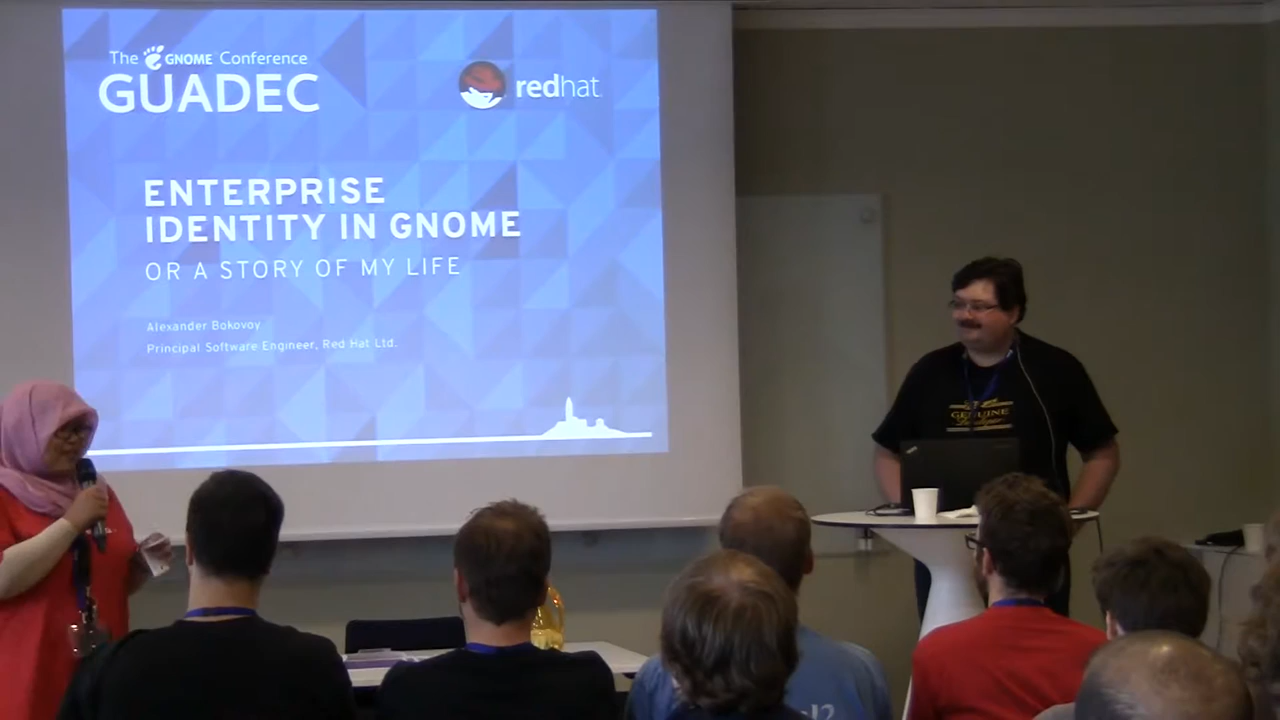 The GNOME Conference
GUADEC
redhat
ENTERPRISE
IDENTITY IN GNOME
OR A STORY OF MY LIFE
Alexander Bokovoy
Principal Software Engineer, Red Hat Ltd.
GENUINE